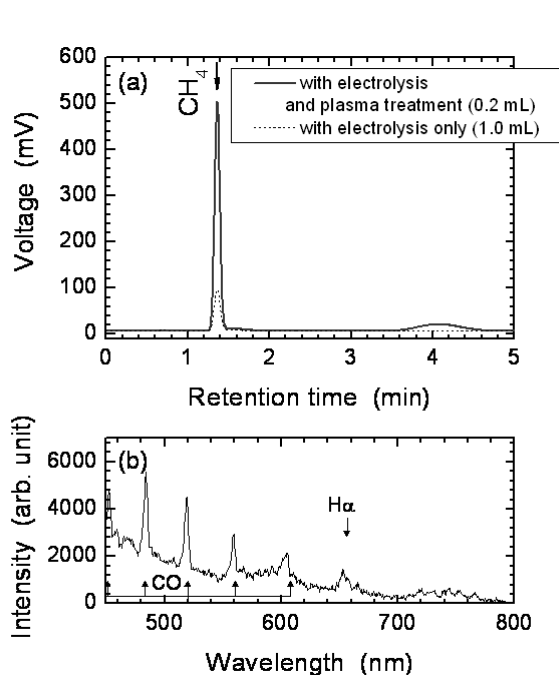 600
500
400
300
200
100
0
Voltage (mV)
(a)
CH₄
with electrolysis
and plasma treatment (0.2 mL)
with electrolysis only (1.0 mL)
0 1 2 3 4 5
Retention time (min)
6000
4000
2000
0
Intensity (arb. unit)
(b)
Hα
CO
500 600 700 800
Wavelength (nm)